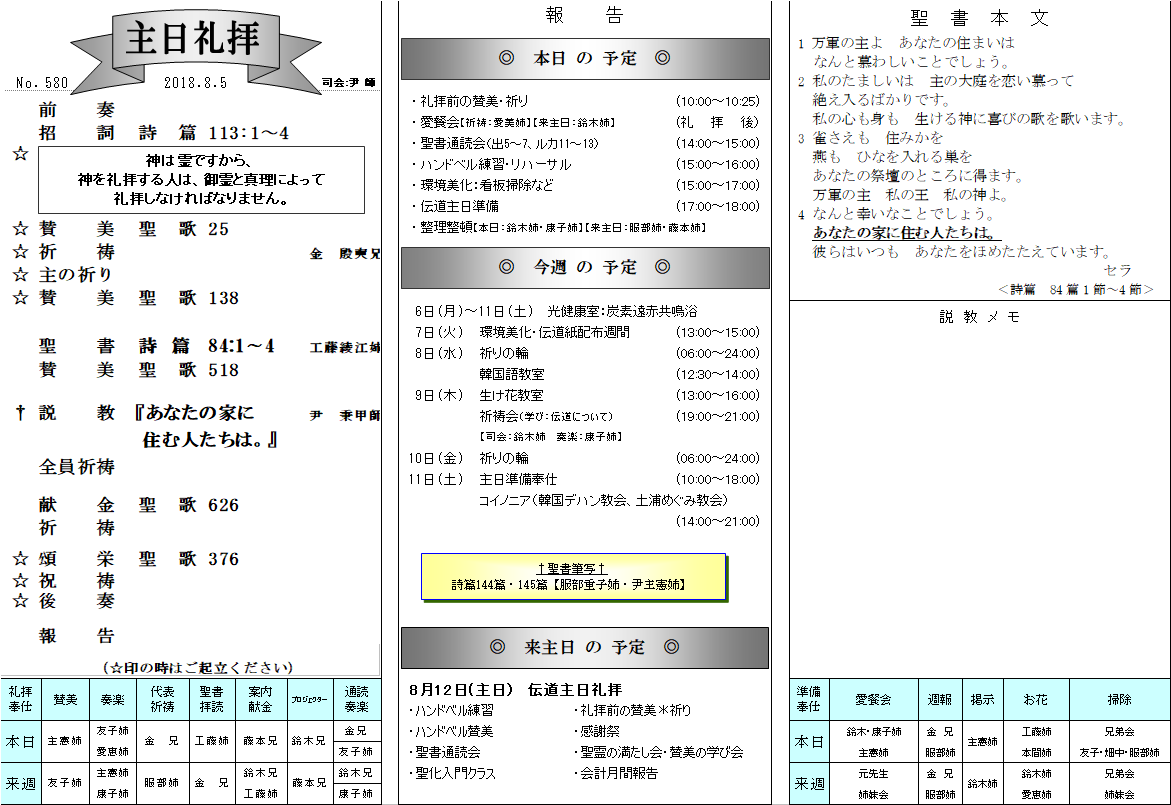 主日礼拝
No. 580
2018.8.5
司会:尹 師
前 奏
招 詞 詩 篇 113:1～4
☆
神は霊ですから、
神を礼拝する人は、御霊と真理によって
礼拝しなければなりません。
☆ 賛 美 聖 歌 25
☆ 祈 祷 金 殷奭兄
☆ 主の祈り
☆ 賛 美 聖 歌 138
聖 書 詩 篇 84:1～4 工藤綾江姉
賛 美 聖 歌 518
† 説 教 『あなたの家に 尹 秉甲師
住む人たちは。』
全員祈祷
献 金 聖 歌 626
祈 祷
☆ 頌 栄 聖 歌 376
☆ 祝 祷
☆ 後 奏
報 告
(☆印の時はご起立ください)
礼拝奉仕 賛美 奏楽 代表祈祷 聖書拝読 案内献金 プロジェクター 通読奏楽
本日 主憲姉 友子姉 愛恵姉 金 兄 工藤姉 藤本兄 鈴木兄 金兄 友子姉
来週 友子姉 主憲姉 康子姉 服部姉 金 兄 鈴木兄 工藤姉 藤本兄 鈴木兄 康子姉
報 告
◎ 本日 の 予定 ◎
・礼拝前の賛美・祈り (10:00～10:25)
・愛餐会【祈祷:愛美姉】【来主日:鈴木姉】 (礼 拝 後)
・聖書通読会(出5～7、ルカ11～13) (14:00～15:00)
・ハンドベル練習・リハーサル (15:00～16:00)
・環境美化:看板掃除など (15:00～17:00)
・伝道主日準備 (17:00～18:00)
・整理整頓【本日:鈴木姉・康子姉】【来主日:服部姉・藤本姉】
◎ 今週 の 予定 ◎
6日(月)～11日(土) 光健康室:炭素遠赤共鳴浴
7日(火) 環境美化・伝道紙配布週間 (13:00～15:00)
8日(水) 祈りの輪 (06:00～24:00)
韓国語教室 (12:30～14:00)
9日(木) 生け花教室 (13:00～16:00)
祈祷会(学び:伝道について) (19:00～21:00)
【司会:鈴木姉 奏楽:康子姉】
10日(金) 祈りの輪 (06:00～24:00)
11日(土) 主日準備奉仕 (10:00～18:00)
コイノニア(韓国デハン教会、土浦めぐみ教会)
(14:00～21:00)
†聖書筆写†
詩篇144篇・145篇【服部重子姉・尹主憲姉】
◎ 来主日 の 予定 ◎
8月12日(主日) 伝道主日礼拝
・ハンドベル練習 ・礼拝前の賛美＊祈り
・ハンドベル賛美 ・感謝祭
・聖書通読会 ・聖霊の満たし会・賛美の学び会
・聖化入門クラス ・会計月間報告
聖 書 本 文
1 万軍の主よ あなたの住まいは
なんと慕わしいことでしょう。
2 私のたましいは 主の大庭を恋い慕って
絶え入るばかりです。
私の心も身も 生ける神に喜びの歌を歌います。
3 雀さえも 住みかを
燕も ひなを入れる巣を
あなたの祭壇のところに得ます。
万軍の主 私の王 私の神よ。
4 なんと幸いなことでしょう。
あなたの家に住む人たちは。
彼らはいつも あなたをほめたたえています。
セラ
＜詩篇 84篇1節～4節＞
説 教 メ モ
準備奉仕 愛餐会 週報 掲示 お花 掃除
本日 鈴木・康子姉 主憲姉 金 兄 服部姉 主憲姉 工藤姉 本間姉 兄弟会 友子・畑中・服部姉
来週 元先生 姉妹会 金 兄 服部姉 鈴木姉 鈴木姉 愛恵姉 兄弟会 姉妹会